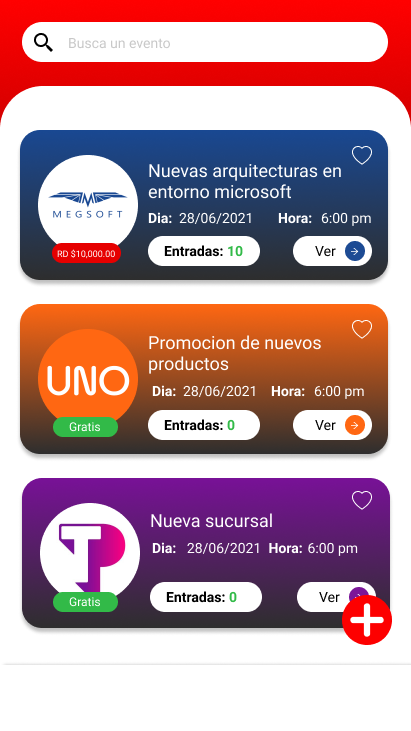 Busca un evento
Nuevas arquitecturas en
entorno microsoft
MEGSOFT
Dia: 28/06/2021 Hora: 6:00 pm
RD $10,000.00
Entradas: 10
Ver
Promocion de nuevos
productos
UNO
Dia: 28/06/2021 Hora: 6:00 pm
Gratis
Entradas: 0
Ver
Nueva sucursal
TP
Dia: 28/06/2021 Hora: 6:00 pm
Gratis
Entradas: 0
Ver